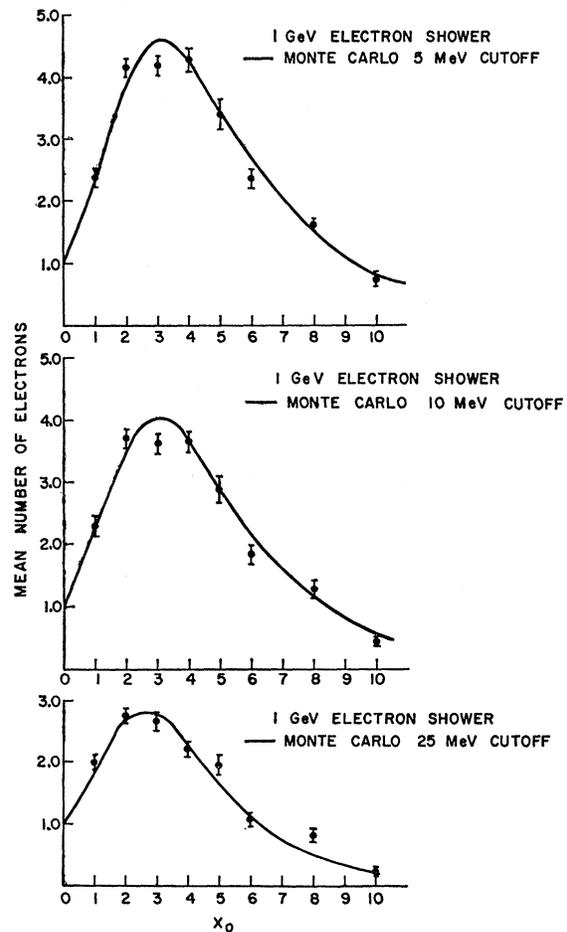 5.0
4.0
3.0
2.0
1.0
1 GeV ELECTRON SHOWER
MONTE CARLO 5 MeV CUTOFF
0 1 2 3 4 5 6 7 8 9 10
MEAN NUMBER OF ELECTRONS
5.0
4.0
3.0
2.0
1.0
1 GeV ELECTRON SHOWER
MONTE CARLO 10 MeV CUTOFF
0 1 2 3 4 5 6 7 8 9 10
3.0
2.0
1.0
1 GeV ELECTRON SHOWER
MONTE CARLO 25 MeV CUTOFF
0 1 2 3 4 5 6 7 8 9 10
X0